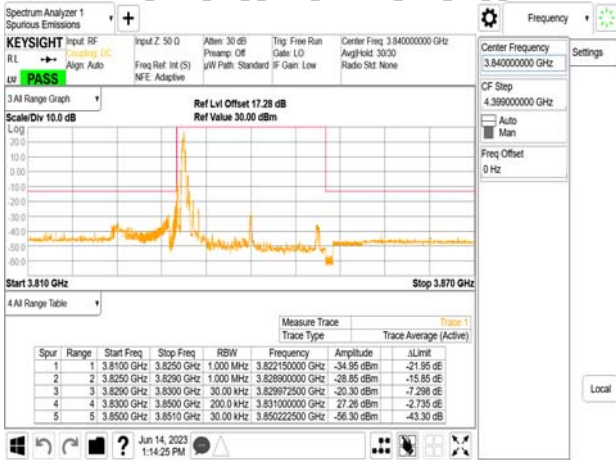 Spectrum Analyzer 1
Spurious Emissions
Frequency
KEYSIGHT Input: RF Input Z: 50 Ω Atten: 30 dB Trig: Free Run Center Freq: 3.840000000 GHz
RL Coupling: DC Preamp: Off Gate: LO Avg|Hold: 30/30
Align: Auto Freq Ref: Int (S) µW Path: Standard IF Gain: Low Radio Std: None
NFE: Adaptive
LV PASS
Center Frequency
3.840000000 GHz
Settings
CF Step
4.399000000 GHz
Auto
Man
Freq Offset
0 Hz
Local
3 All Range Graph
Ref Lvl Offset 17.28 dB
Scale/Div 10.0 dB Ref Value 30.00 dBm
Log
20.0
10.0
0.00
-10.0
-20.0
-30.0
-40.0
-50.0
-60.0
Start 3.810 GHz Stop 3.870 GHz
4 All Range Table
Measure Trace Trace 1
Trace Type Trace Average (Active)
Spur Range Start Freq Stop Freq RBW Frequency Amplitude ΔLimit
1 1 3.8100 GHz 3.8250 GHz 1.000 MHz 3.822150000 GHz -34.95 dBm -21.95 dB
2 2 3.8250 GHz 3.8290 GHz 1.000 MHz 3.828900000 GHz -28.85 dBm -15.85 dB
3 3 3.8290 GHz 3.8300 GHz 30.00 kHz 3.829972500 GHz -20.30 dBm -7.298 dB
4 4 3.8300 GHz 3.8500 GHz 200.0 kHz 3.831000000 GHz 27.26 dBm -2.735 dB
5 5 3.8500 GHz 3.8510 GHz 30.00 kHz 3.850222500 GHz -56.30 dBm -43.30 dB
Jun 14, 2023
1:14:25 PM